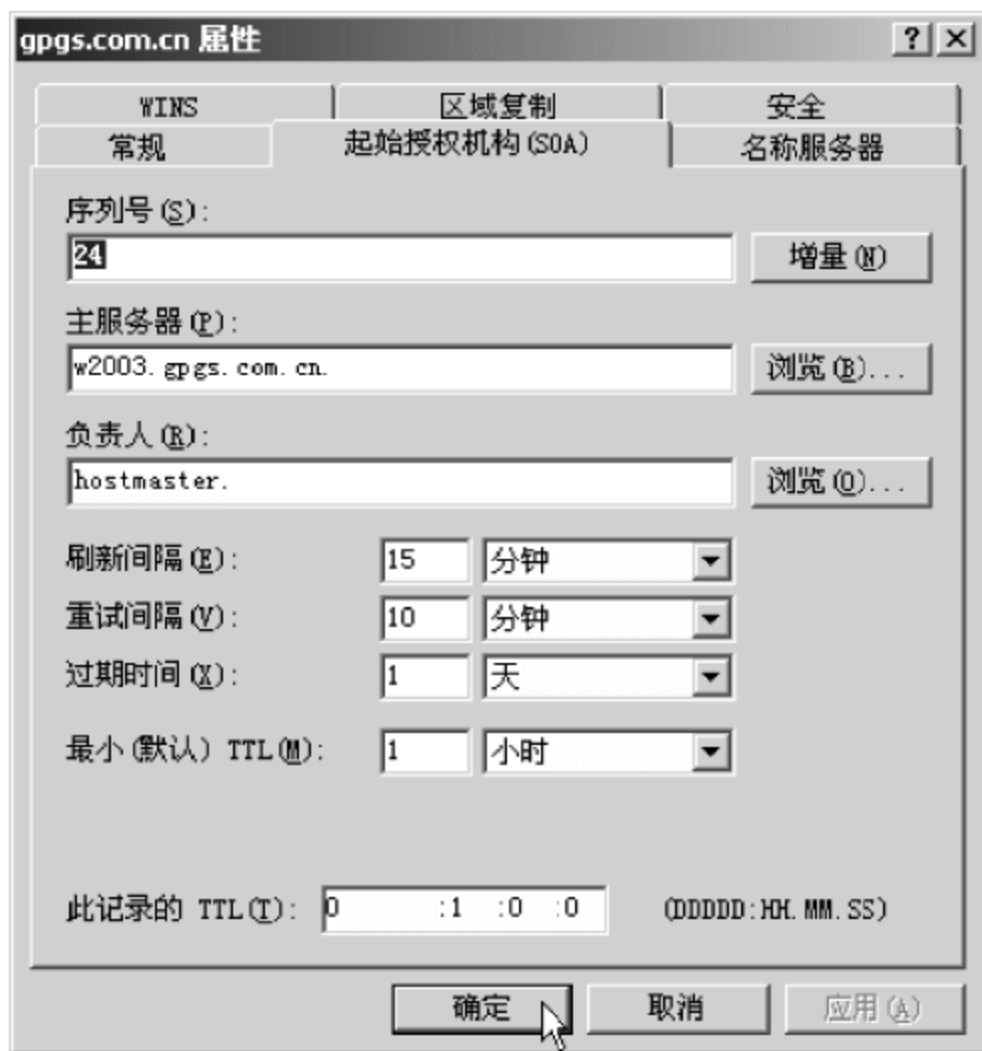 gpgs.com.cn 属性
WINS 区域复制 安全
常规 起始授权机构(SOA) 名称服务器
序列号(S):
24 增量(N)
主服务器(P):
w2003.gpgs.com.cn. 浏览(B)...
负责人(R):
hostmaster. 浏览(O)...
刷新间隔(E): 15 分钟
重试间隔(V): 10 分钟
过期时间(X): 1 天
最小(默认) TTL(M): 1 小时
此记录的 TTL(T): 0 :1 :0 :0 (DDDDD:HH.MM.SS)
确定 取消 应用(A)